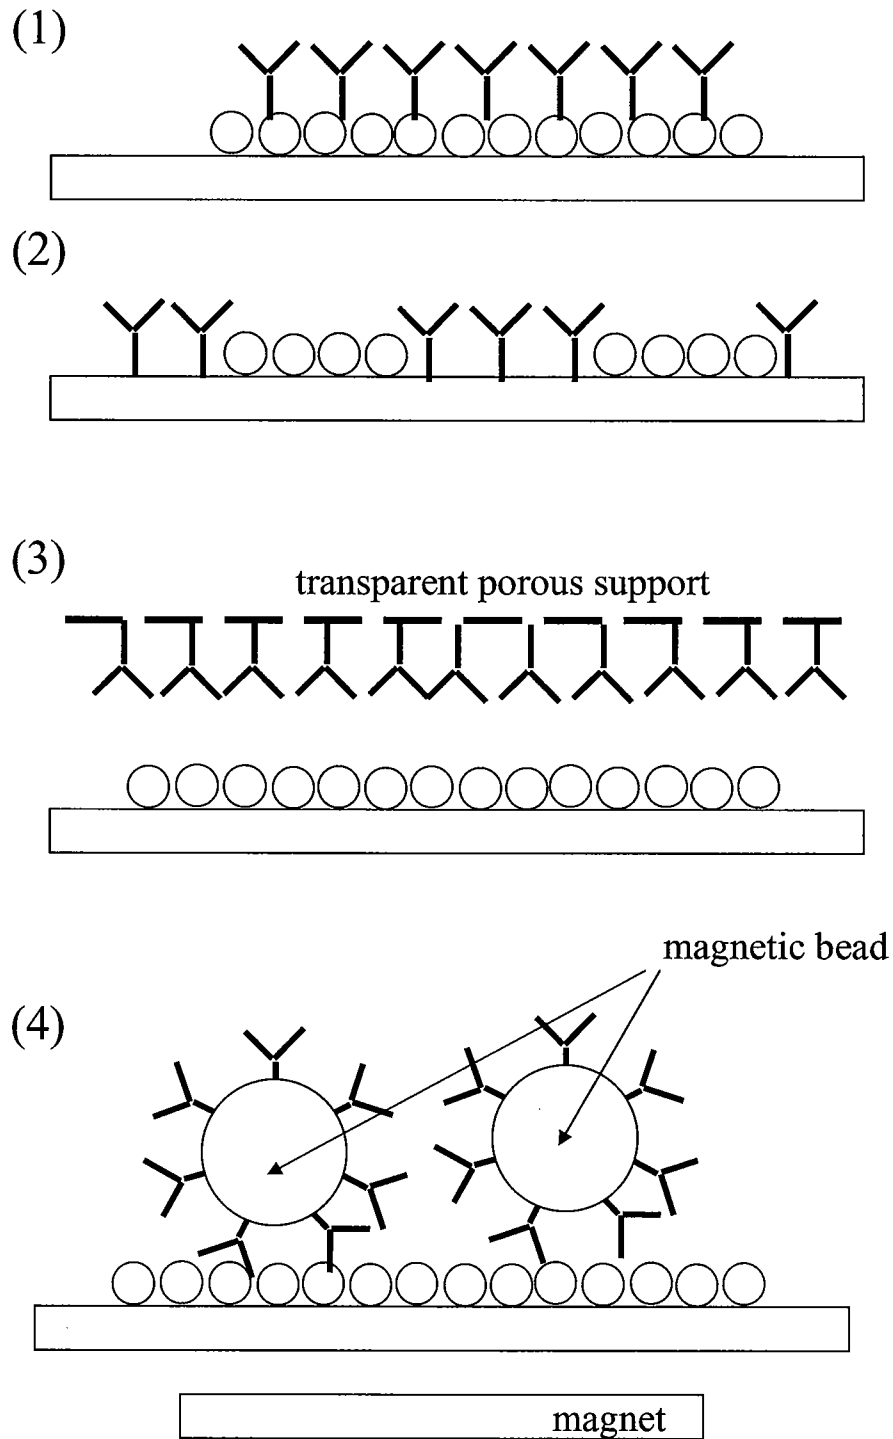 (1)
(2)
(3)
transparent porous support
magnetic bead
(4)
magnet